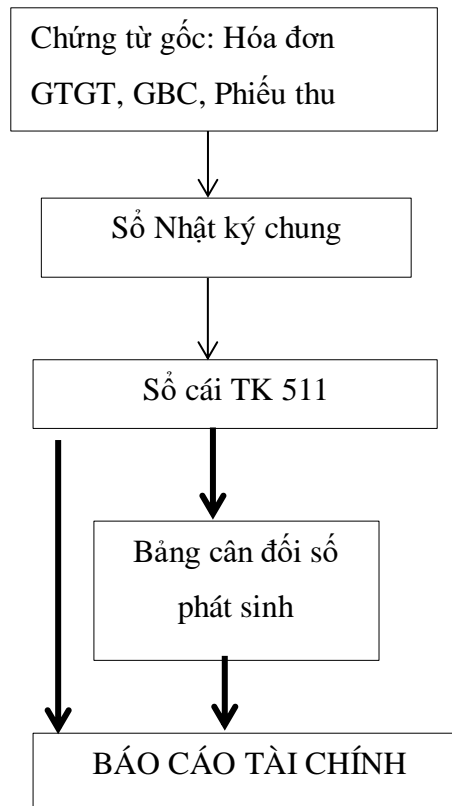 Chứng từ gốc: Hóa đơn
GTGT, GBC, Phiếu thu
Sổ Nhật ký chung
Sổ cái TK 511
Bảng cân đối số
phát sinh
BÁO CÁO TÀI CHÍNH